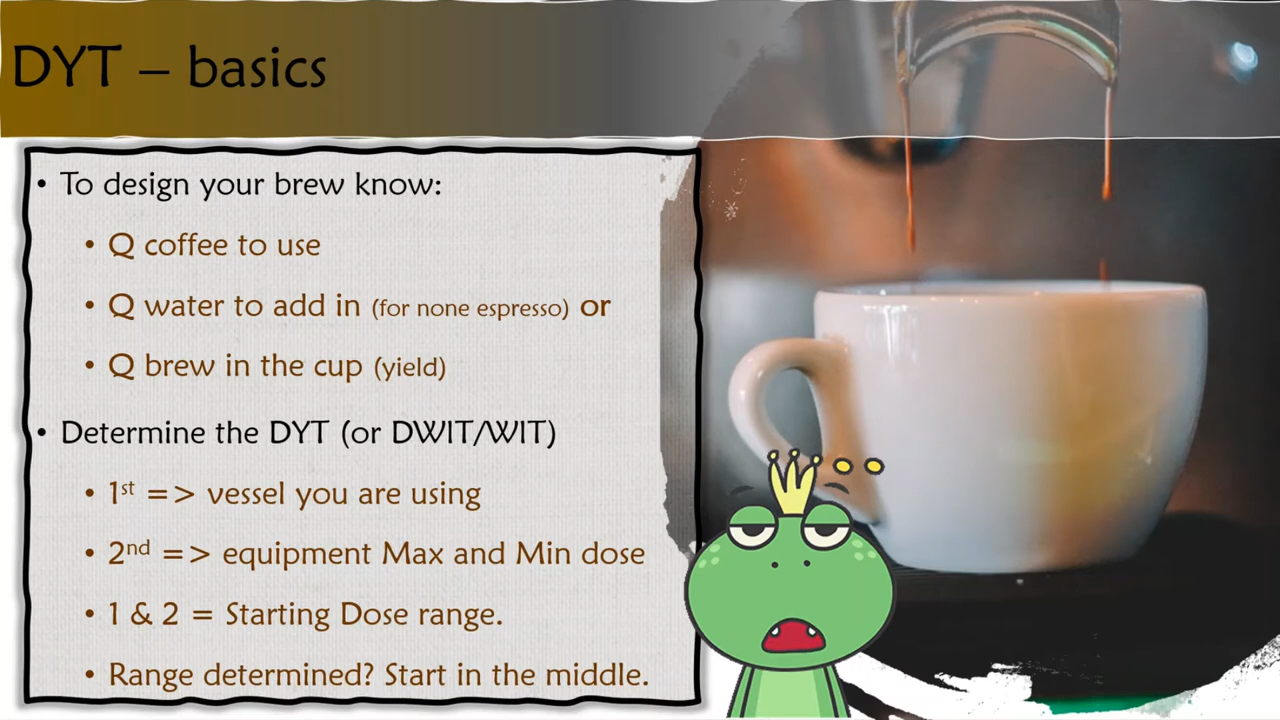 DYT – basics
• To design your brew know:
• Q coffee to use
• Q water to add in (for none espresso) or
• Q brew in the cup (yield)
• Determine the DYT (or DWIT/WIT)
• 1st => vessel you are using
• 2nd => equipment Max and Min dose
• 1 & 2 = Starting Dose range.
• Range determined? Start in the middle.